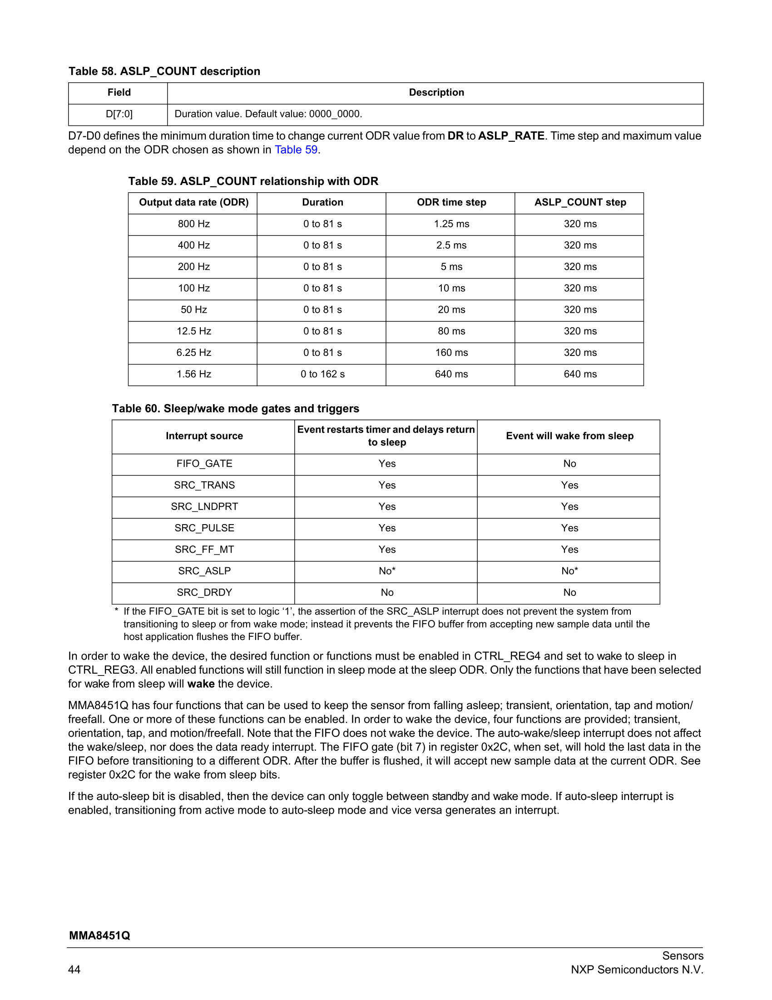 Table 58. ASLP_COUNT description
Field Description
D[7:0] Duration value. Default value: 0000_0000.
D7-D0 defines the minimum duration time to change current ODR value from DR to ASLP_RATE. Time step and maximum value
depend on the ODR chosen as shown in Table 59.
Table 59. ASLP_COUNT relationship with ODR
Output data rate (ODR) Duration ODR time step ASLP_COUNT step
800 Hz 0 to 81 s 1.25 ms 320 ms
400 Hz 0 to 81 s 2.5 ms 320 ms
200 Hz 0 to 81 s 5 ms 320 ms
100 Hz 0 to 81 s 10 ms 320 ms
50 Hz 0 to 81 s 20 ms 320 ms
12.5 Hz 0 to 81 s 80 ms 320 ms
6.25 Hz 0 to 81 s 160 ms 320 ms
1.56 Hz 0 to 162 s 640 ms 640 ms
Table 60. Sleep/wake mode gates and triggers
Interrupt source Event restarts timer and delays return to sleep Event will wake from sleep
FIFO_GATE Yes No
SRC_TRANS Yes Yes
SRC_LNDPRT Yes Yes
SRC_PULSE Yes Yes
SRC_FF_MT Yes Yes
SRC_ASLP No* No*
SRC_DRDY No No
* If the FIFO_GATE bit is set to logic ‘1’, the assertion of the SRC_ASLP interrupt does not prevent the system from
transitioning to sleep or from wake mode; instead it prevents the FIFO buffer from accepting new sample data until the
host application flushes the FIFO buffer.
In order to wake the device, the desired function or functions must be enabled in CTRL_REG4 and set to wake to sleep in
CTRL_REG3. All enabled functions will still function in sleep mode at the sleep ODR. Only the functions that have been selected
for wake from sleep will wake the device.
MMA8451Q has four functions that can be used to keep the sensor from falling asleep; transient, orientation, tap and motion/
freefall. One or more of these functions can be enabled. In order to wake the device, four functions are provided; transient,
orientation, tap, and motion/freefall. Note that the FIFO does not wake the device. The auto-wake/sleep interrupt does not affect
the wake/sleep, nor does the data ready interrupt. The FIFO gate (bit 7) in register 0x2C, when set, will hold the last data in the
FIFO before transitioning to a different ODR. After the buffer is flushed, it will accept new sample data at the current ODR. See
register 0x2C for the wake from sleep bits.
If the auto-sleep bit is disabled, then the device can only toggle between standby and wake mode. If auto-sleep interrupt is
enabled, transitioning from active mode to auto-sleep mode and vice versa generates an interrupt.
MMA8451Q
Sensors
44 NXP Semiconductors N.V.